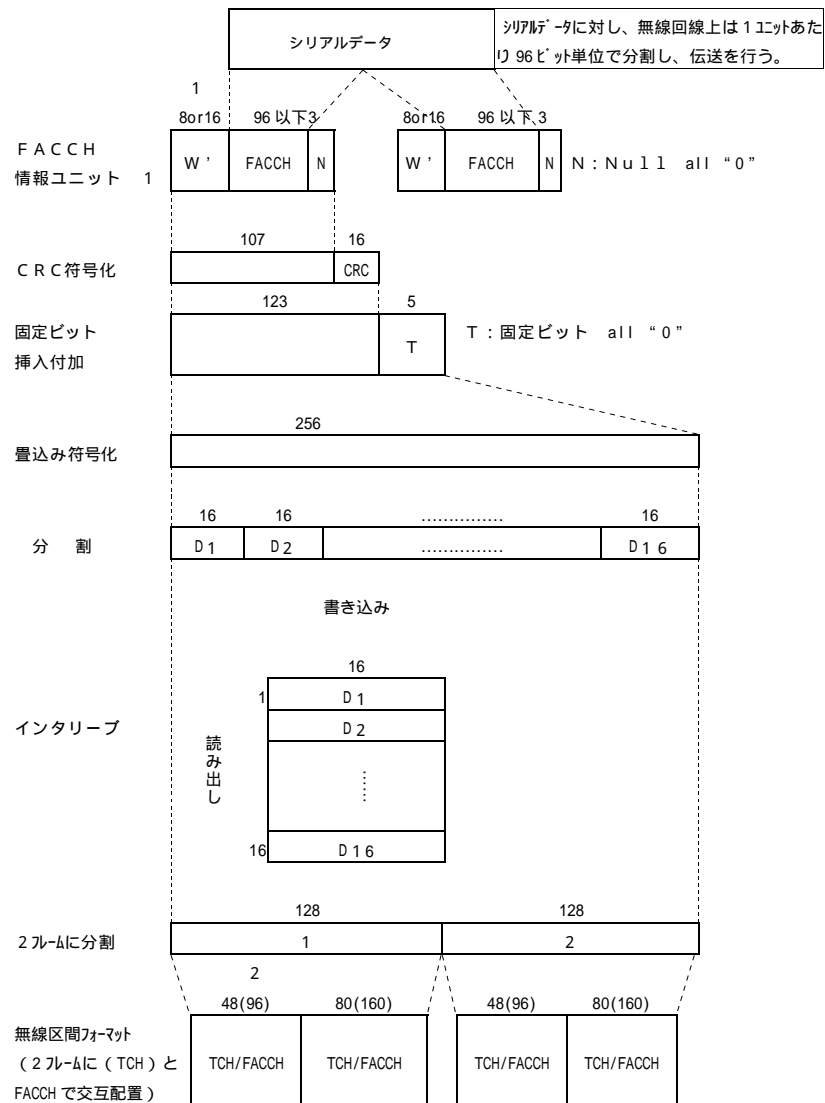 シリアルデータ
シリアルデータに対し、無線回線上は1ユニットあた
り96ビット単位で分割し、伝送を行う。
1
8or16 96以下3 8or16 96以下3
FACCH
情報ユニット 1
W' FACCH N W' FACCH N N:Null all “0”
107 16
CRC符号化 CRC
123 5
固定ビット
挿入付加
T T:固定ビット all “0”
256
畳込み符号化
16 16 …………… 16
分 割 D1 D2 …………… D16
書き込み
16
1 D1
インタリーブ D2
読み出し
……
16 D16
128 128
2フレームに分割 1 2
2
48(96) 80(160) 48(96) 80(160)
無線区間フォーマット
(2フレームに(TCH)と
FACCHで交互配置)
TCH/FACCH TCH/FACCH TCH/FACCH TCH/FACCH